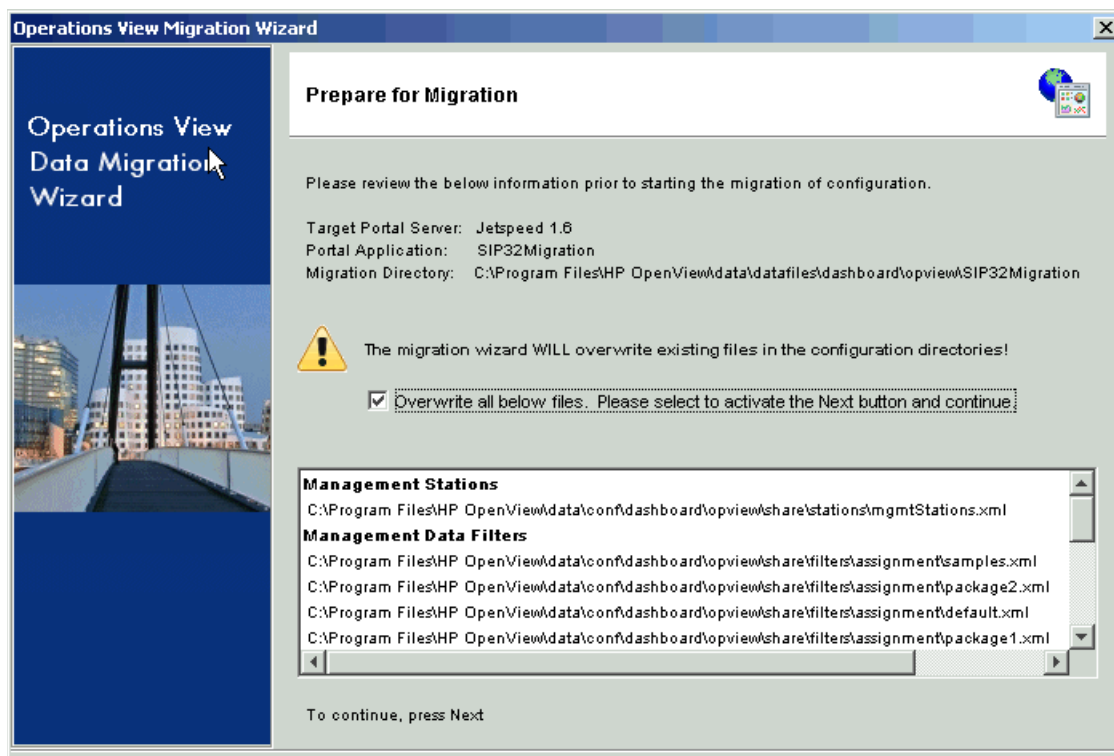 Operations View Migration Wizard
Operations View
Data Migration
Wizard
Prepare for Migration
Please review the below information prior to starting the migration of configuration.
Target Portal Server: Jetspeed 1.6
Portal Application: SIP32Migration
Migration Directory: C:\Program Files\HP OpenView\data\datafiles\dashboard\opview\SIP32Migration
The migration wizard WILL overwrite existing files in the configuration directories!
Overwrite all below files. Please select to activate the Next button and continue.
Management Stations
C:\Program Files\HP OpenView\data\conf\dashboard\opview\share\stations\mgmtStations.xml
Management Data Filters
C:\Program Files\HP OpenView\data\conf\dashboard\opview\share\filters\assignment\samples.xml
C:\Program Files\HP OpenView\data\conf\dashboard\opview\share\filters\assignment\package2.xml
C:\Program Files\HP OpenView\data\conf\dashboard\opview\share\filters\assignment\default.xml
C:\Program Files\HP OpenView\data\conf\dashboard\opview\share\filters\assignment\package1.xml
To continue, press Next